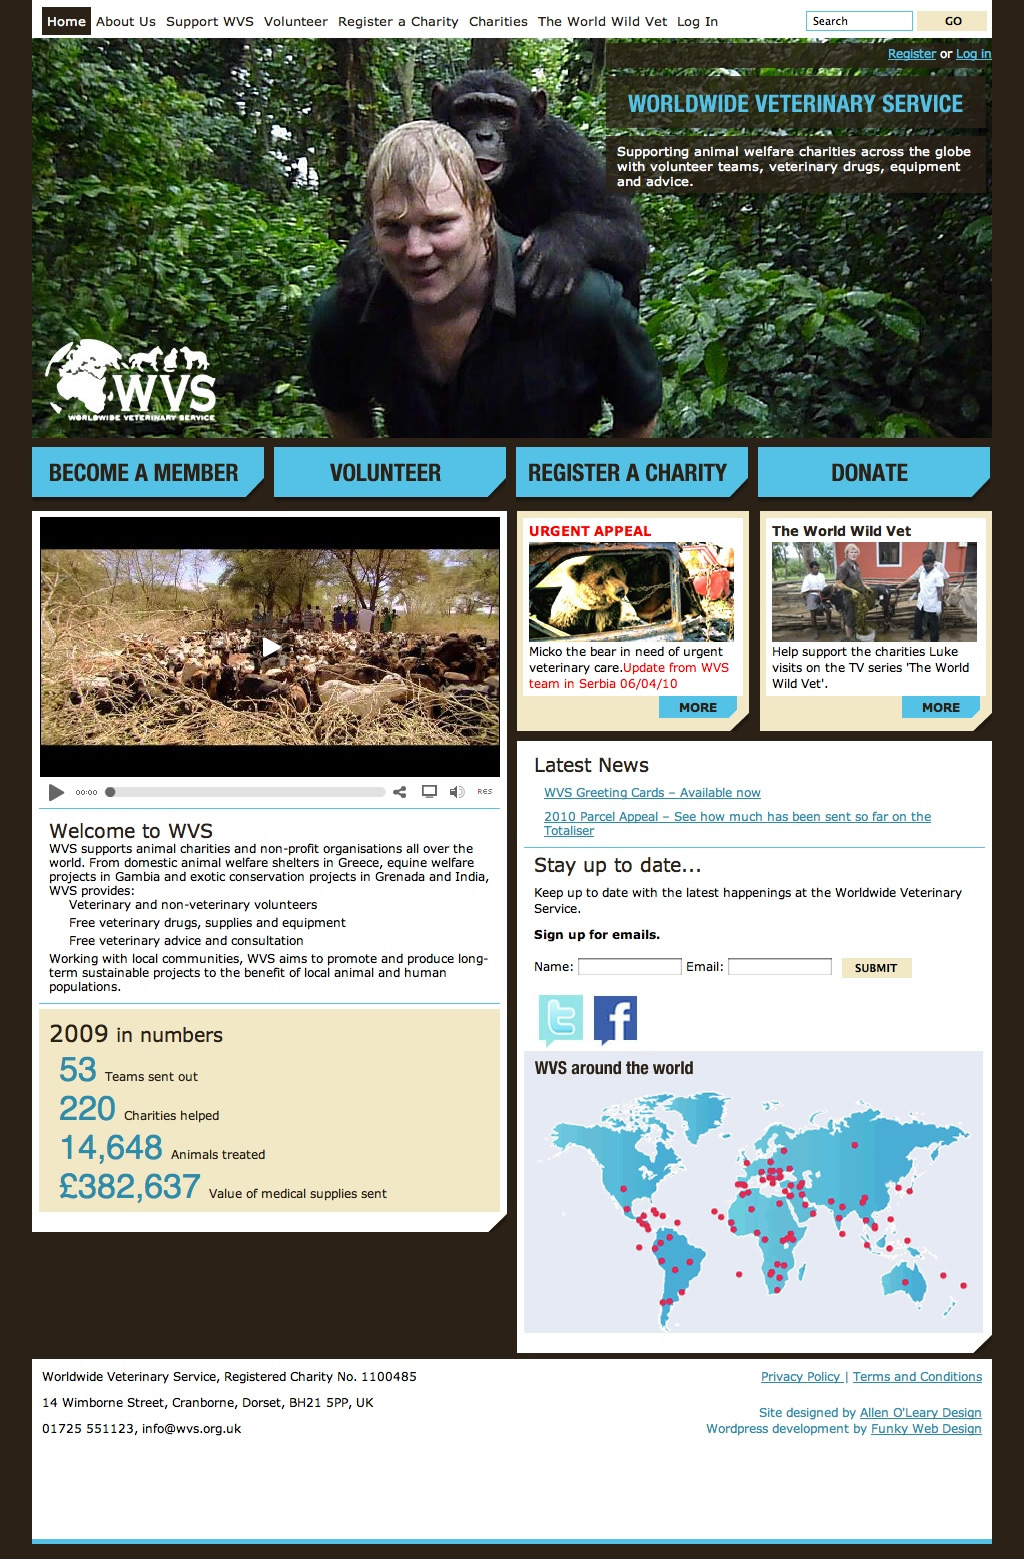 Home About Us Support WVS Volunteer Register a Charity Charities The World Wild Vet Log In
Search
GO
Register or Log in
WORLDWIDE VETERINARY SERVICE
Supporting animal welfare charities across the globe
with volunteer teams, veterinary drugs, equipment
and advice.
WVS
WORLDWIDE VETERINARY SERVICE
BECOME A MEMBER
VOLUNTEER
REGISTER A CHARITY
DONATE
00:00
RES
Welcome to WVS
WVS supports animal charities and non-profit organisations all over the
world. From domestic animal welfare shelters in Greece, equine welfare
projects in Gambia and exotic conservation projects in Grenada and India,
WVS provides:
Veterinary and non-veterinary volunteers
Free veterinary drugs, supplies and equipment
Free veterinary advice and consultation
Working with local communities, WVS aims to promote and produce long-
term sustainable projects to the benefit of local animal and human
populations.
2009 in numbers
53 Teams sent out
220 Charities helped
14,648 Animals treated
£382,637 Value of medical supplies sent
URGENT APPEAL
Micko the bear in need of urgent
veterinary care.Update from WVS
team in Serbia 06/04/10
MORE
The World Wild Vet
Help support the charities Luke
visits on the TV series 'The World
Wild Vet'.
MORE
Latest News
WVS Greeting Cards – Available now
2010 Parcel Appeal – See how much has been sent so far on the
Totaliser
Stay up to date...
Keep up to date with the latest happenings at the Worldwide Veterinary
Service.
Sign up for emails.
Name: Email: SUBMIT
t f
WVS around the world
Worldwide Veterinary Service, Registered Charity No. 1100485
14 Wimborne Street, Cranborne, Dorset, BH21 5PP, UK
01725 551123, info@wvs.org.uk
Privacy Policy | Terms and Conditions
Site designed by Allen O'Leary Design
Wordpress development by Funky Web Design